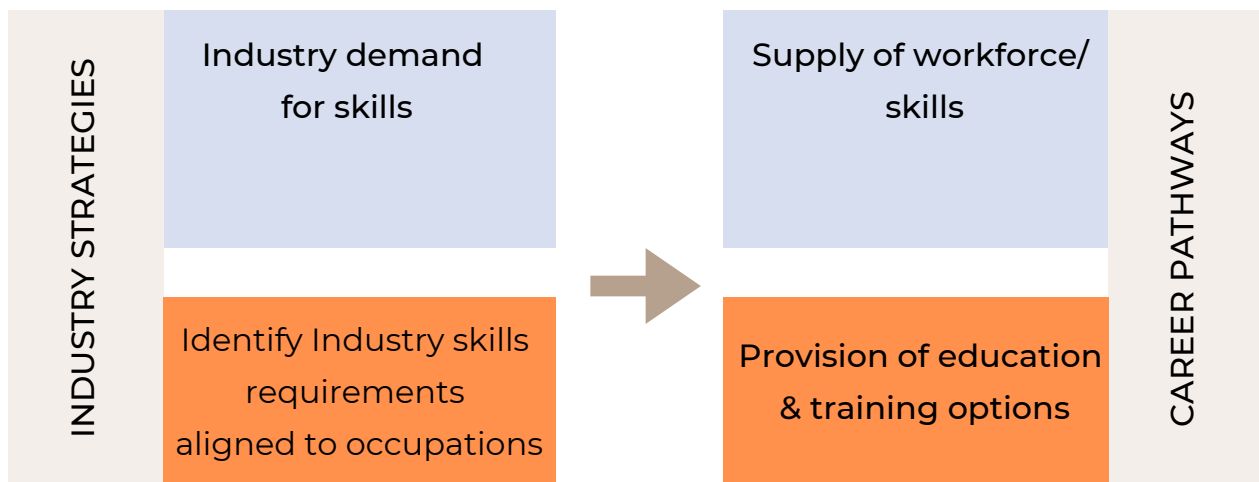 INDUSTRY STRATEGIES
Industry demand
for skills
Identify Industry skills
requirements
aligned to occupations
Supply of workforce/
skills
Provision of education
& training options
CAREER PATHWAYS